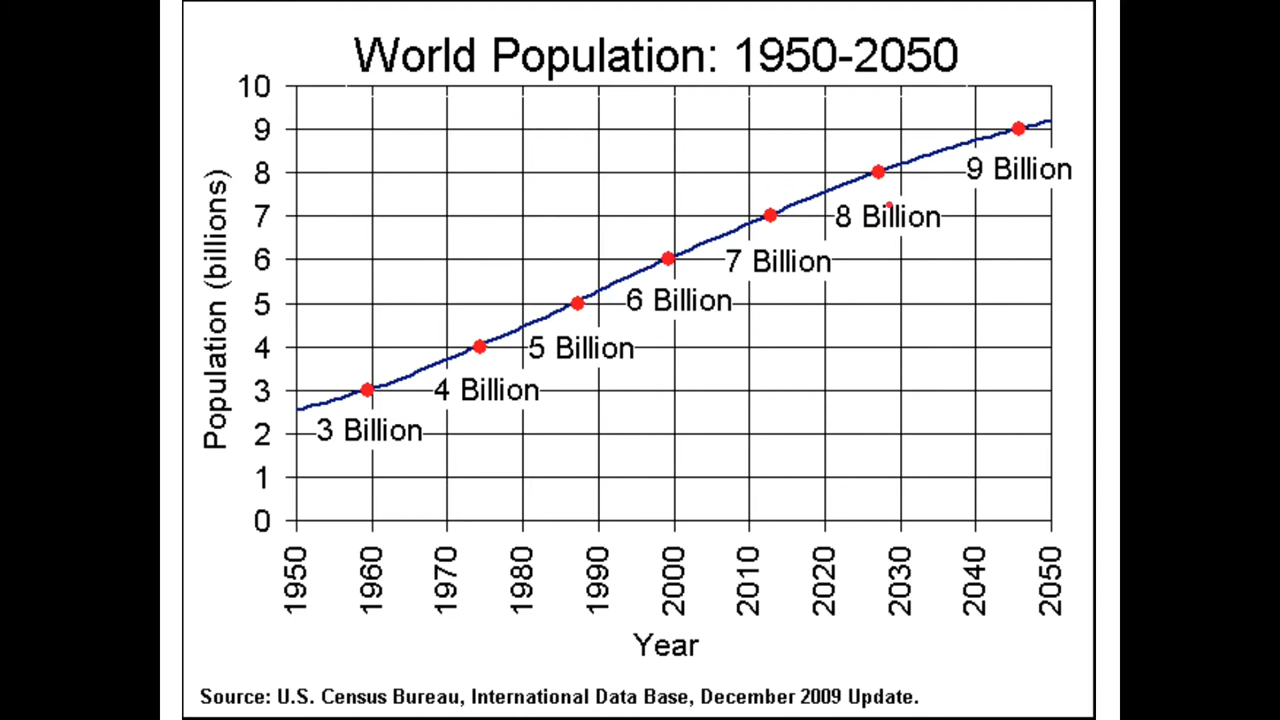 World Population: 1950-2050
Population (billions)
10
9
8
7
6
5
4
3
2
1
0
3 Billion
4 Billion
5 Billion
6 Billion
7 Billion
8 Billion
9 Billion
1950
1960
1970
1980
1990
2000
2010
2020
2030
2040
2050
Year
Source: U.S. Census Bureau, International Data Base, December 2009 Update.